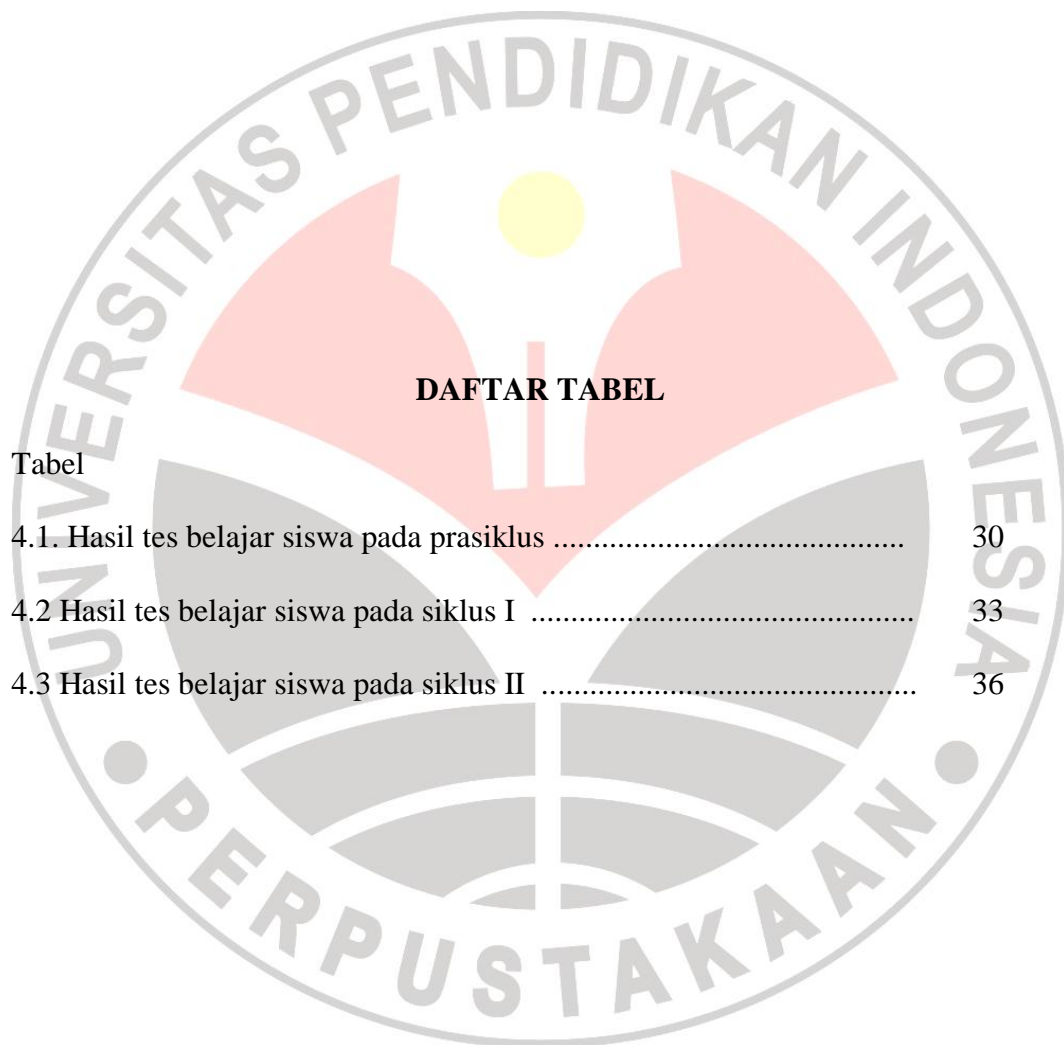 UNIVERSITAS PENDIDIKAN INDONESIA
DAFTAR TABEL
Tabel
4.1. Hasil tes belajar siswa pada prasiklus ........................................... 30
4.2 Hasil tes belajar siswa pada siklus I ............................................... 33
4.3 Hasil tes belajar siswa pada siklus II .............................................. 36
PERPUSTAKAAN